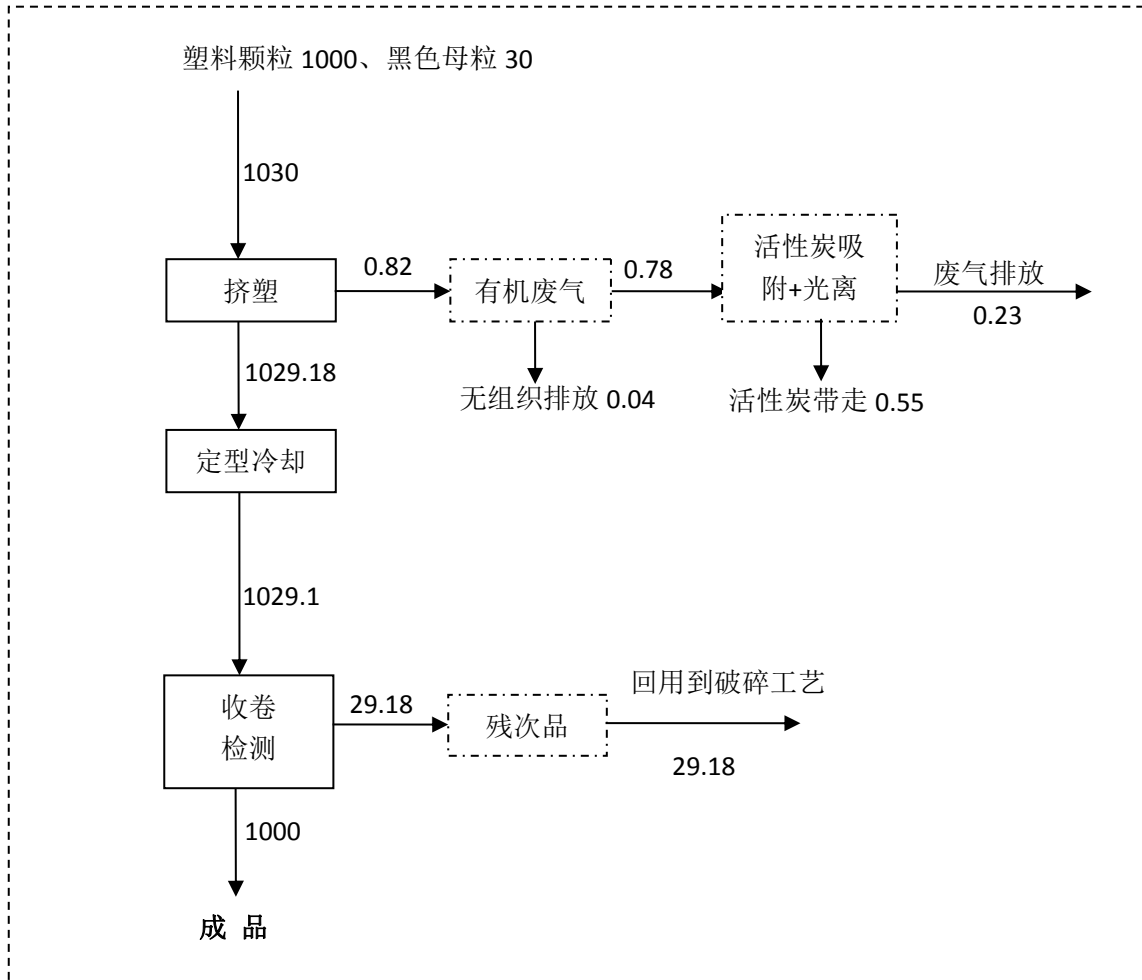 塑料颗粒 1000、黑色母粒 30
1030
挤塑
0.82
有机废气
0.78
活性炭吸
附+光离
废气排放
0.23
1029.18
无组织排放 0.04
活性炭带走 0.55
定型冷却
1029.1
收卷
检测
29.18
残次品
回用到破碎工艺
29.18
1000
成 品